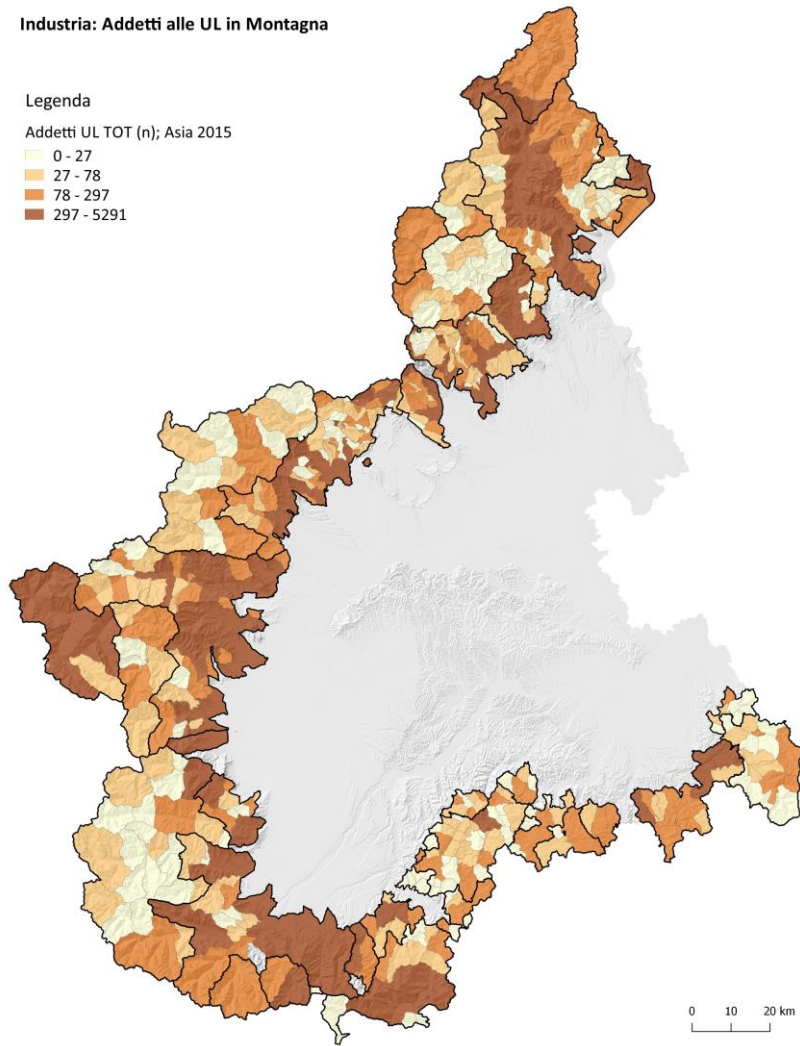 Industria: Addetti alle UL in Montagna
Legenda
Addetti UL TOT (n); Asia 2015
0 - 27
27 - 78
78 - 297
297 - 5291
0 10 20 km